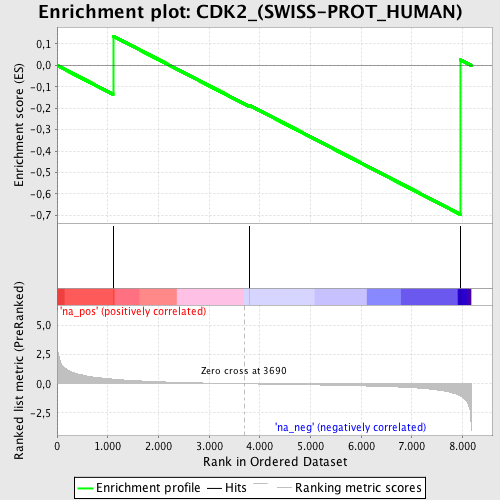 Enrichment plot: CDK2_(SWISS-PROT_HUMAN)
Enrichment score (ES)
0,1
0,0
-0,1
-0,2
-0,3
-0,4
-0,5
-0,6
-0,7
'na_pos' (positively correlated)
Ranked list metric (PreRanked)
5,0
2,5
0,0
-2,5
Zero cross at 3690
'na_neg' (negatively correlated)
0 1.000 2.000 3.000 4.000 5.000 6.000 7.000 8.000
Rank in Ordered Dataset
Enrichment profile Hits Ranking metric scores